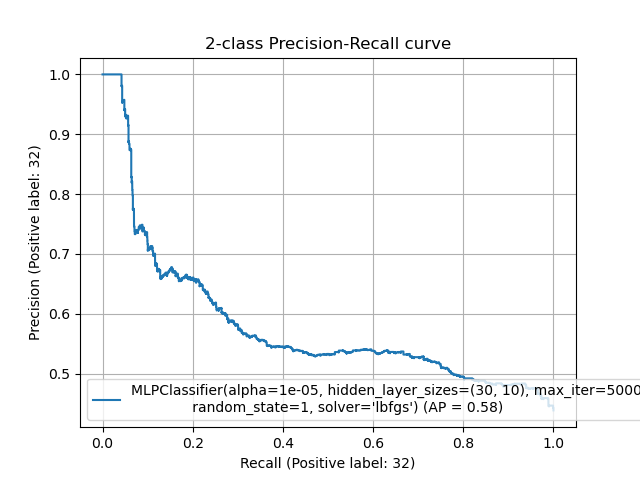 2-class Precision-Recall curve
1.0
0.9
0.8
0.7
0.6
0.5
Precision (Positive label: 32)
MLPClassifier(alpha=1e-05, hidden_layer_sizes=(30, 10), max_iter=5000
random_state=1, solver='lbfgs') (AP = 0.58)
0.0 0.2 0.4 0.6 0.8 1.0
Recall (Positive label: 32)